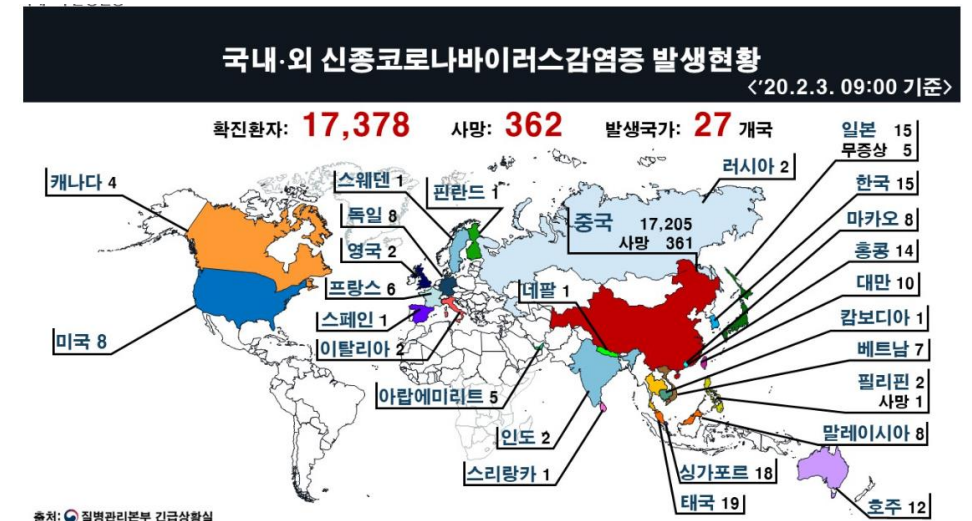 국내·외 신종코로나바이러스감염증 발생현황
<'20.2.3. 09:00 기준>
확진환자: 17,378 사망: 362 발생국가: 27 개국
일본 15
무증상 5
러시아 2
한국 15
캐나다 4
스웨덴 1
핀란드 1
독일 8
중국 17,205
사망 361
마카오 8
영국 2
홍콩 14
프랑스 6
네팔 1
대만 10
스페인 1
캄보디아 1
미국 8
이탈리아 2
베트남 7
아랍에미리트 5
필리핀 2
사망 1
인도 2
말레이시아 8
스리랑카 1
싱가포르 18
태국 19
호주 12
출처: 질병관리본부 긴급상황실